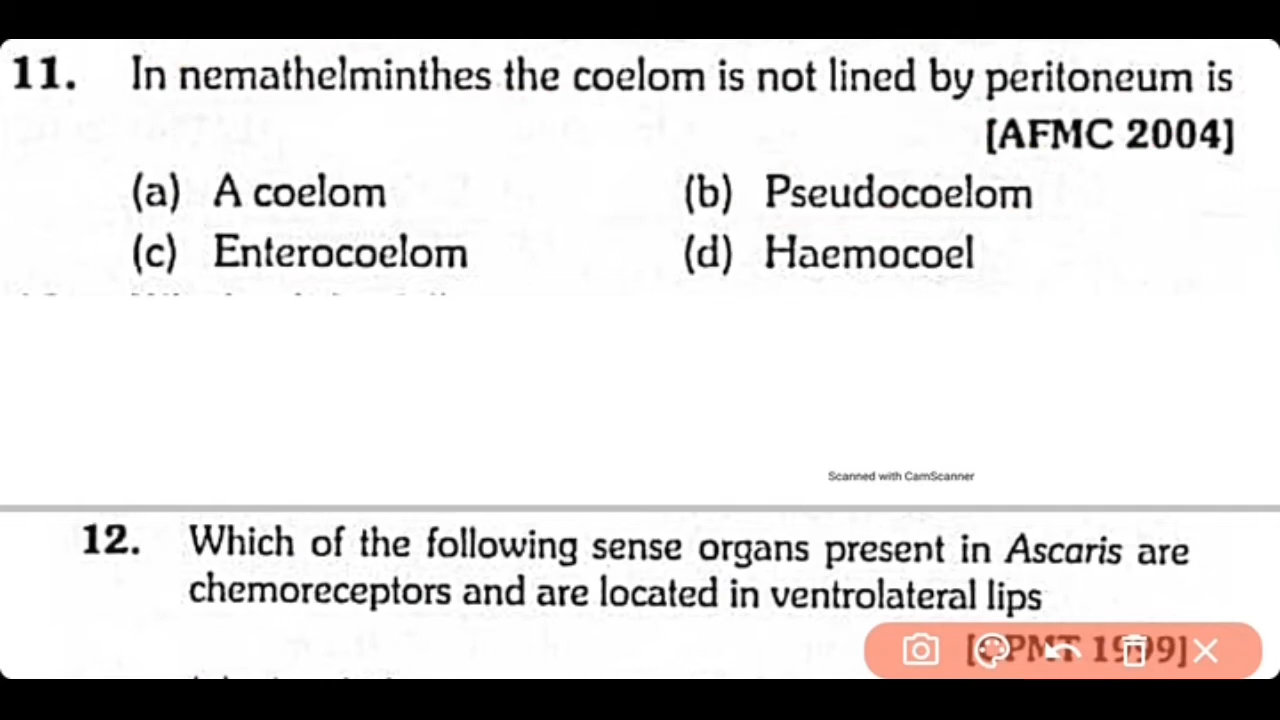 11. In nemathelminthes the coelom is not lined by peritoneum is
[AFMC 2004]
(a) A coelom (b) Pseudocoelom
(c) Enterocoelom (d) Haemocoel
Scanned with CamScanner
12. Which of the following sense organs present in Ascaris are
chemoreceptors and are located in ventrolateral lips
[CPMT 1999]